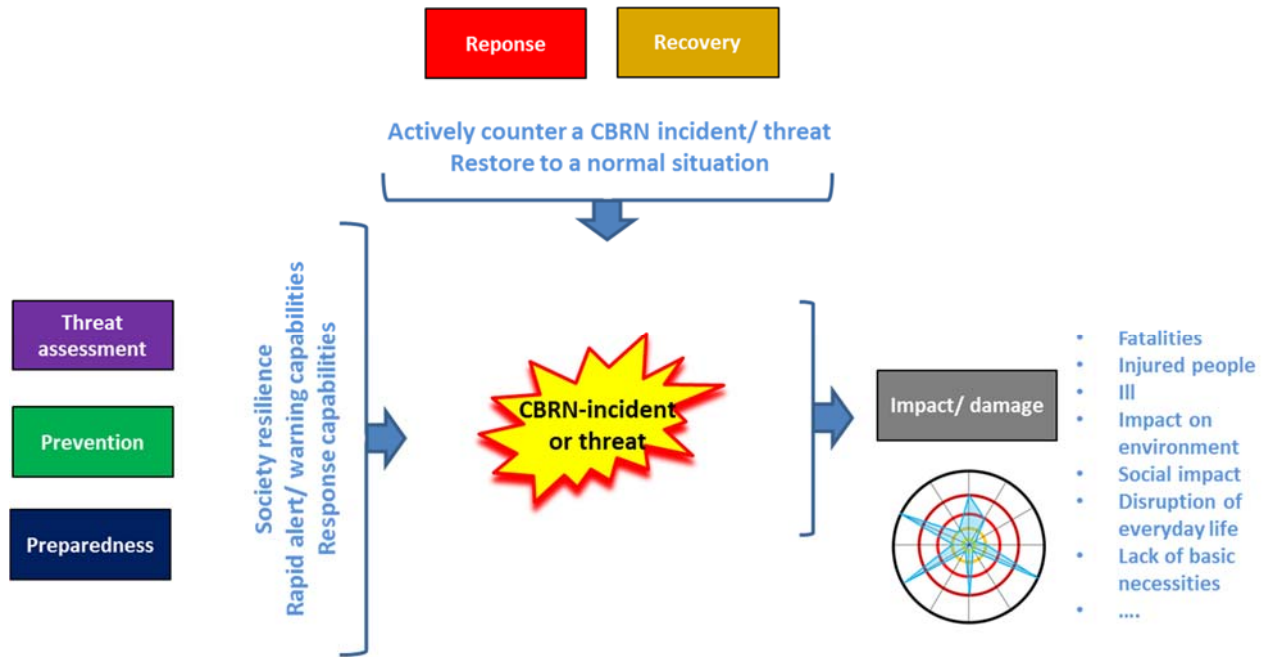 Reponse
Recovery
Actively counter a CBRN incident/ threat
Restore to a normal situation
Threat
assessment
Prevention
Preparedness
Society resilience
Rapid alert/ warning capabilities
Response capabilities
CBRN-incident
or threat
Impact/ damage
• Fatalities
• Injured people
• Ill
• Impact on
environment
• Social impact
• Disruption of
everyday life
• Lack of basic
necessities
• ....